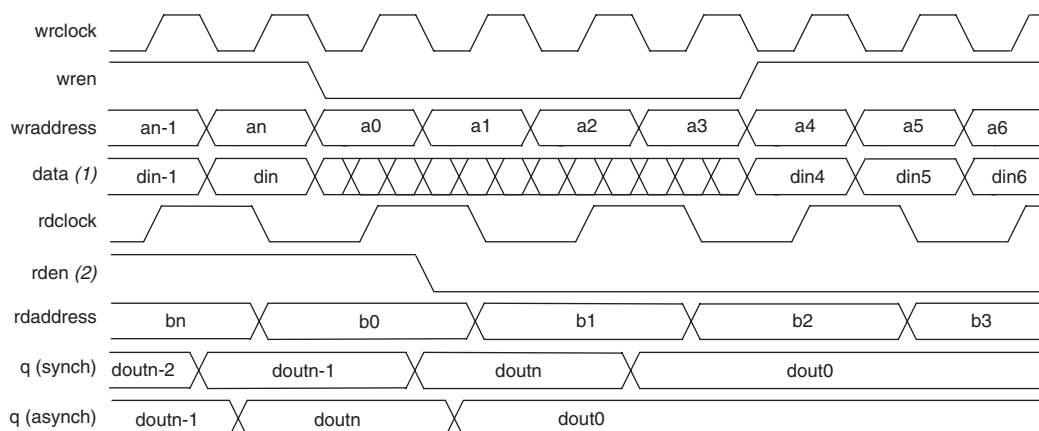 wrclock
wren
wraddress an-1 an a0 a1 a2 a3 a4 a5 a6
data (1) din-1 din din4 din5 din6
rdclock
rden (2)
rdaddress bn b0 b1 b2 b3
q (synch) doutn-2 doutn-1 doutn dout0
q (asynch) doutn-1 doutn dout0